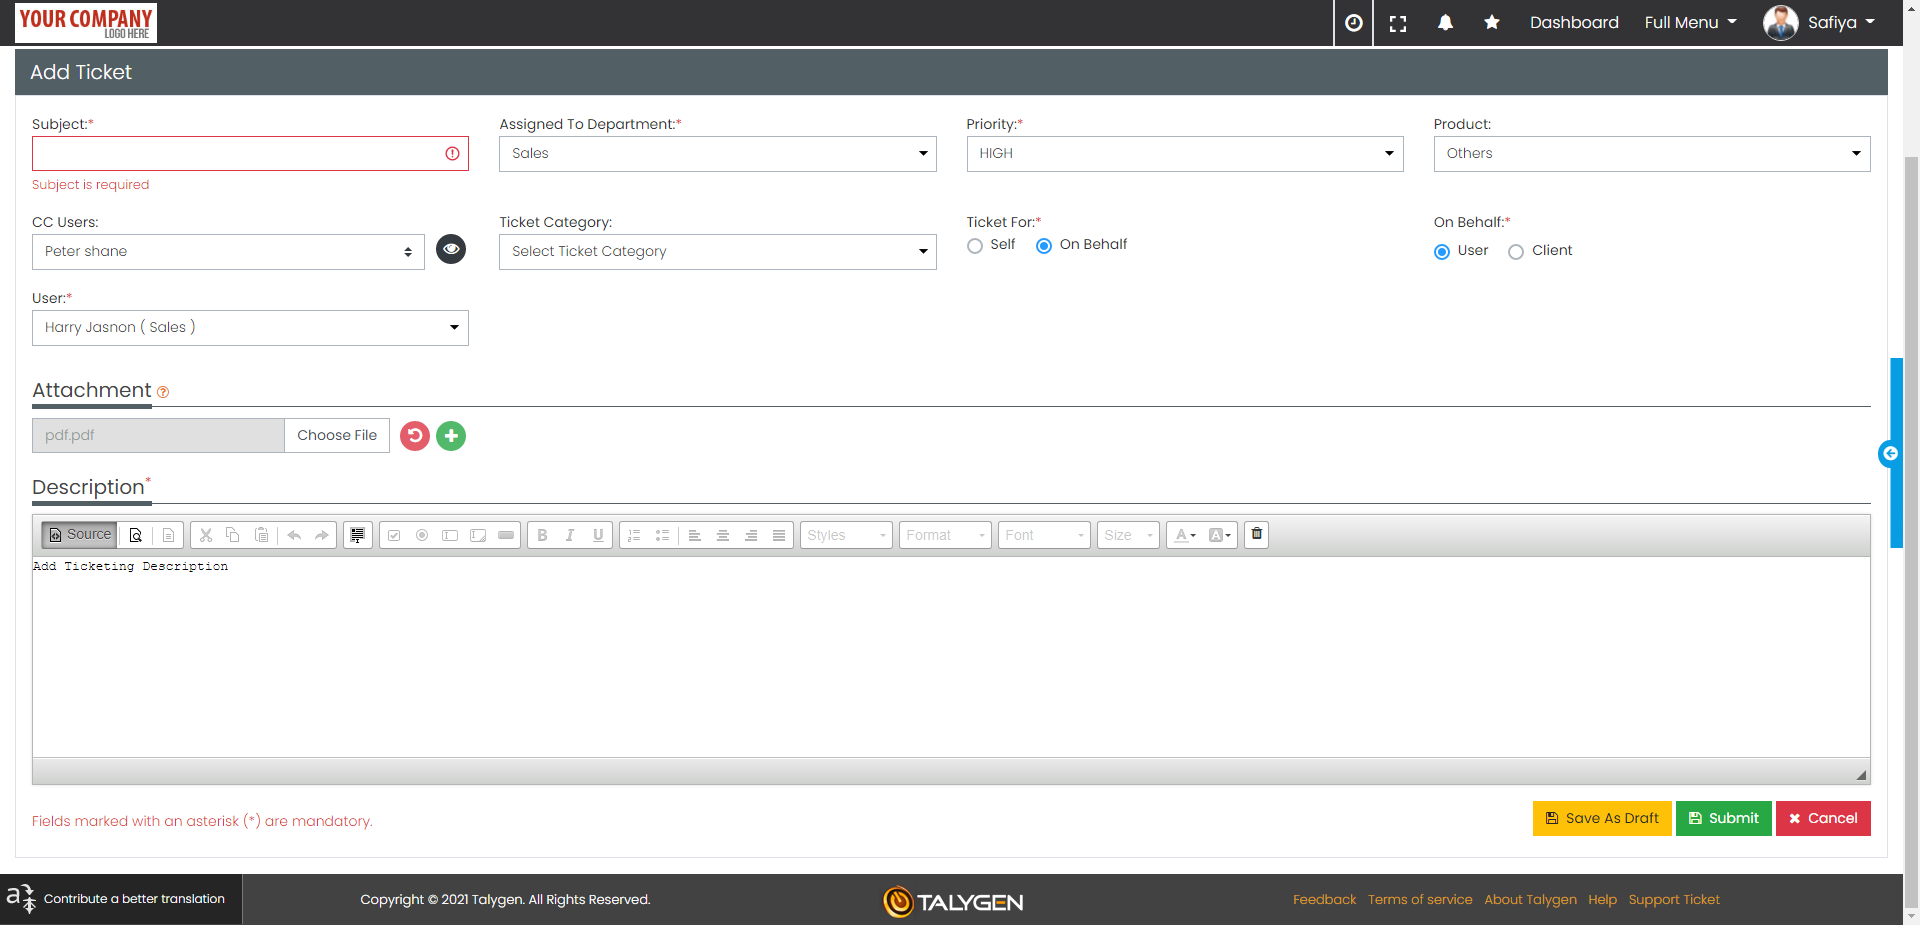 YOUR COMPANY
LOGO HERE
Dashboard
Full Menu
Safiya
Add Ticket
Subject:*
Assigned To Department:*
Priority:*
Product:
Sales
HIGH
Others
Subject is required
CC Users:
Ticket Category:
Ticket For:*
On Behalf:*
Peter shane
Select Ticket Category
Self
On Behalf
User
Client
User:*
Harry Jasnon ( Sales )
Attachment
pdf.pdf
Choose File
Description*
Source
B I U
Styles
Format
Font
Size
A
A
Add Ticketing Description
Fields marked with an asterisk (*) are mandatory.
Save As Draft
Submit
Cancel
Contribute a better translation
Copyright © 2021 Talygen. All Rights Reserved.
TALYGEN
Feedback
Terms of service
About Talygen
Help
Support Ticket